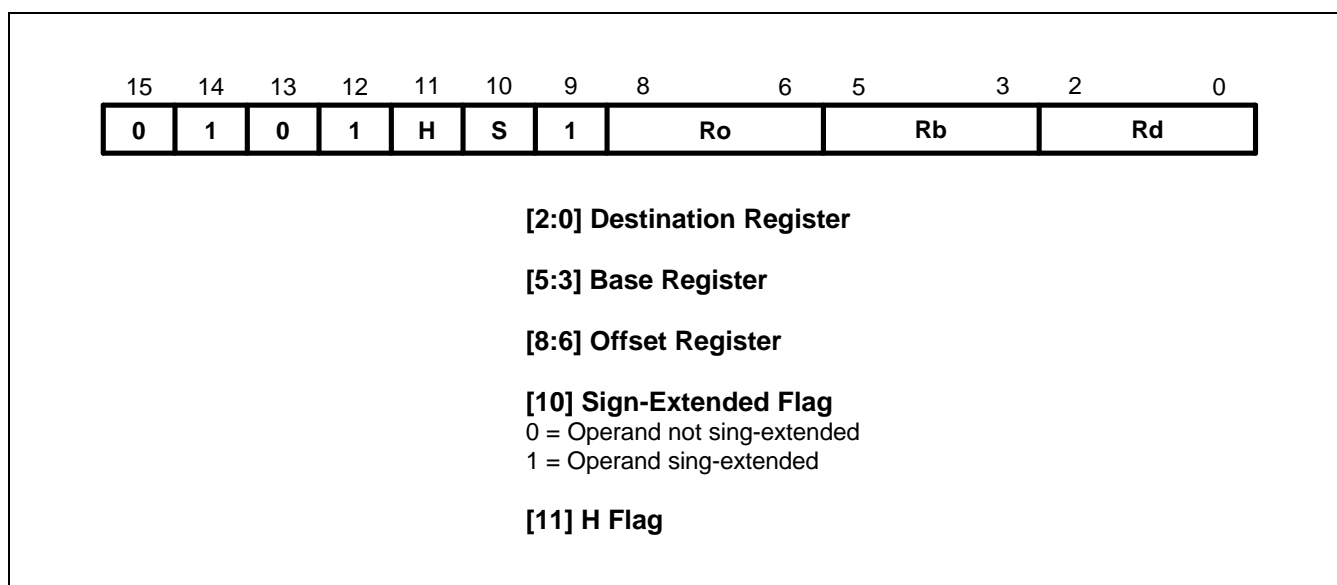 15 14 13 12 11 10 9 8 6 5 3 2 0
0 1 0 1 H S 1 Ro Rb Rd
[2:0] Destination Register
[5:3] Base Register
[8:6] Offset Register
[10] Sign-Extended Flag
0 = Operand not sing-extended
1 = Operand sing-extended
[11] H Flag